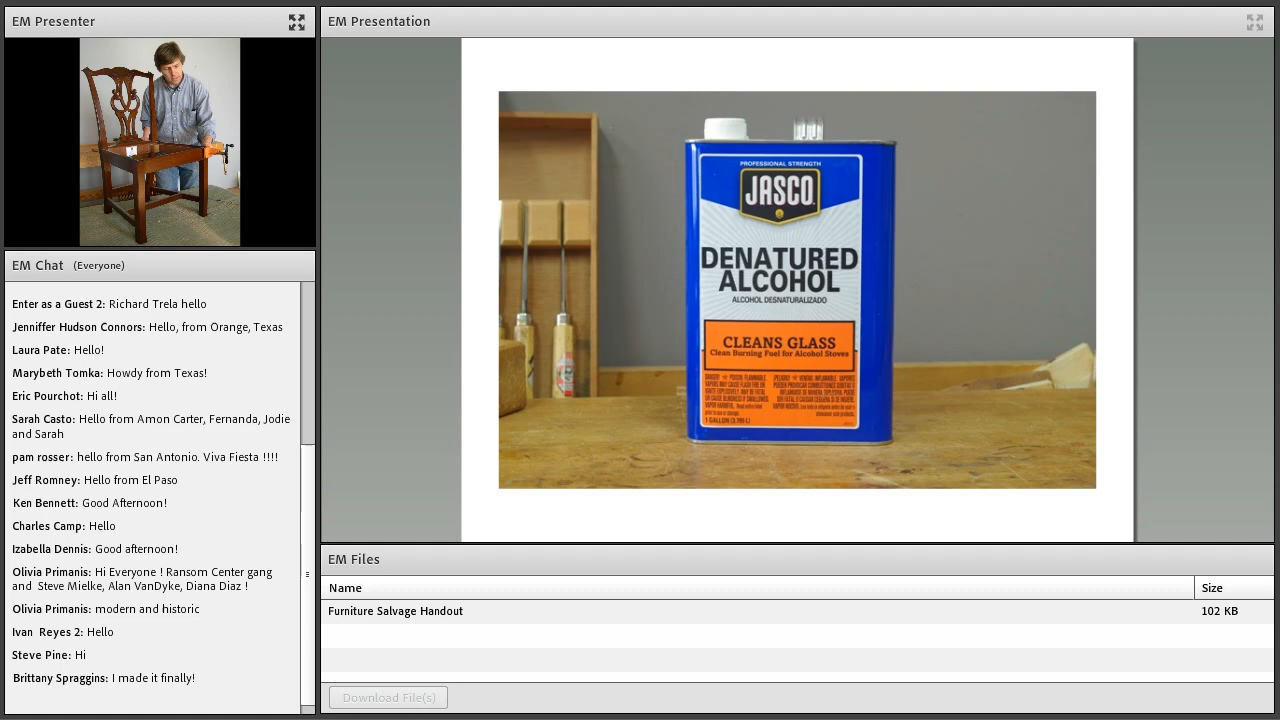 EM Presenter
EM Chat (Everyone)
Enter as a Guest 2: Richard Trela hello
Jenniffer Hudson Connors: Hello, from Orange, Texas
Laura Pate: Hello!
Marybeth Tomka: Howdy from Texas!
Eric Pourchot: Hi all!
Sarah Casto: Hello from Amon Carter, Fernanda, Jodie
and Sarah
pam rosser: hello from San Antonio. Viva Fiesta !!!!
Jeff Romney: Hello from El Paso
Ken Bennett: Good Afternoon!
Charles Camp: Hello
Izabella Dennis: Good afternoon!
Olivia Primanis: Hi Everyone ! Ransom Center gang
and Steve Mielke, Alan VanDyke, Diana Diaz !
Olivia Primanis: modern and historic
Ivan Reyes 2: Hello
Steve Pine: Hi
Brittany Spraggins: I made it finally!
EM Presentation
PROFESSIONAL STRENGTH
JASCO
DENATURED
ALCOHOL
ALCOHOL DESNATURALIZADO
CLEANS GLASS
Clean Burning Fuel for Alcohol Stoves
1 GALLON (3.785 L)
EM Files
Name Size
Furniture Salvage Handout 102 KB
Download File(s)